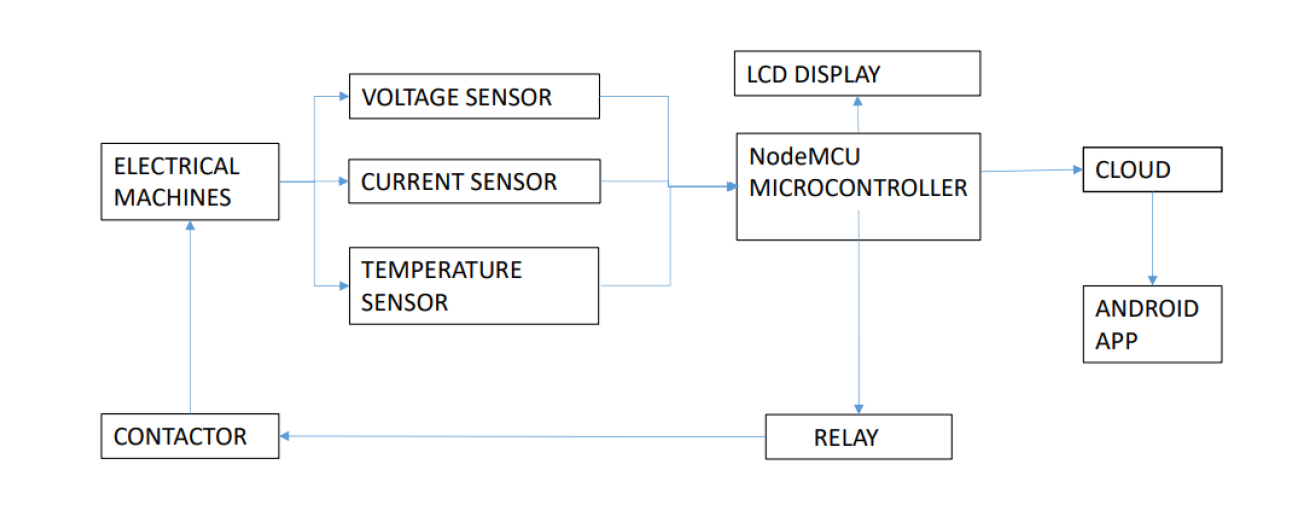 LCD DISPLAY
VOLTAGE SENSOR
ELECTRICAL
MACHINES
CURRENT SENSOR
NodeMCU
MICROCONTROLLER
CLOUD
TEMPERATURE
SENSOR
ANDROID
APP
CONTACTOR
RELAY